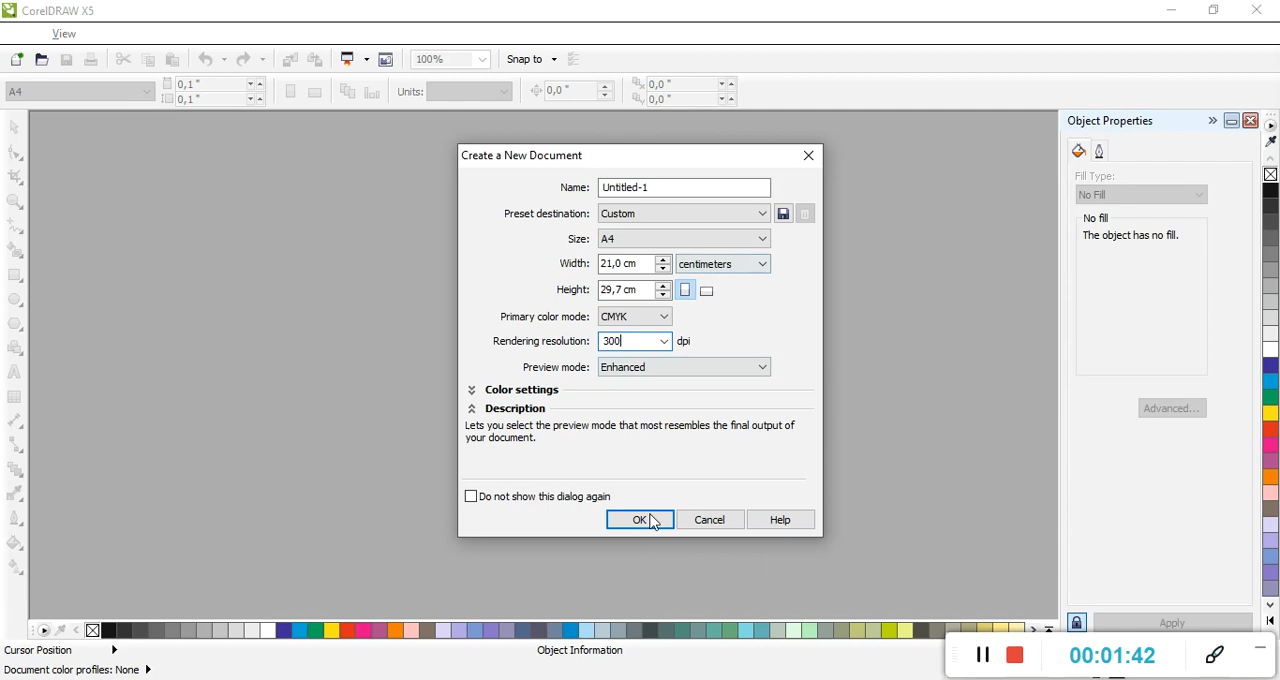 CorelDRAW X5
View
100%
Snap to
A4
0,1 "
0,1 "
Units:
0,0 "
0,0 "
0,0 "
Object Properties
Fill Type:
No Fill
No fill
The object has no fill.
Advanced...
Apply
Create a New Document
Name: Untitled-1
Preset destination: Custom
Size: A4
Width: 21,0 cm centimeters
Height: 29,7 cm
Primary color mode: CMYK
Rendering resolution: 300 dpi
Preview mode: Enhanced
Color settings
Description
Lets you select the preview mode that most resembles the final output of
your document.
Do not show this dialog again
OK Cancel Help
Cursor Position
Object Information
Document color profiles: None
00:01:42